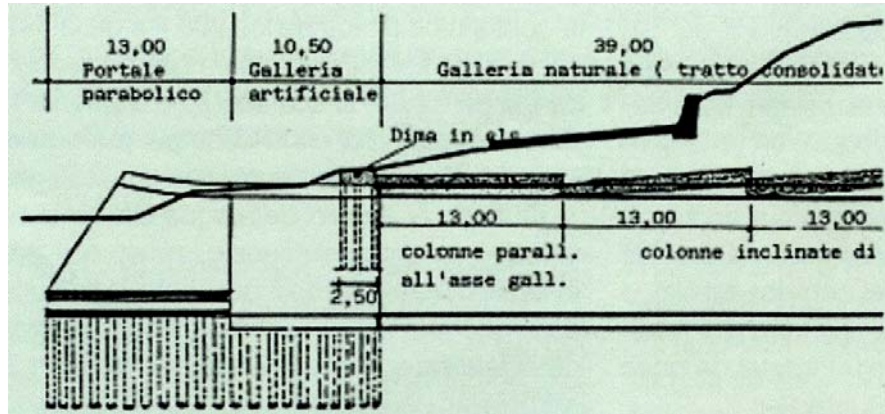 13,00
10,50
39,00
Portale
parabolico
Galleria
artificiale
Galleria naturale ( tratto consolidato
Dima in cls
13,00
13,00
13,00
colonne parall.
all'asse gall.
colonne inclinate di
2,50